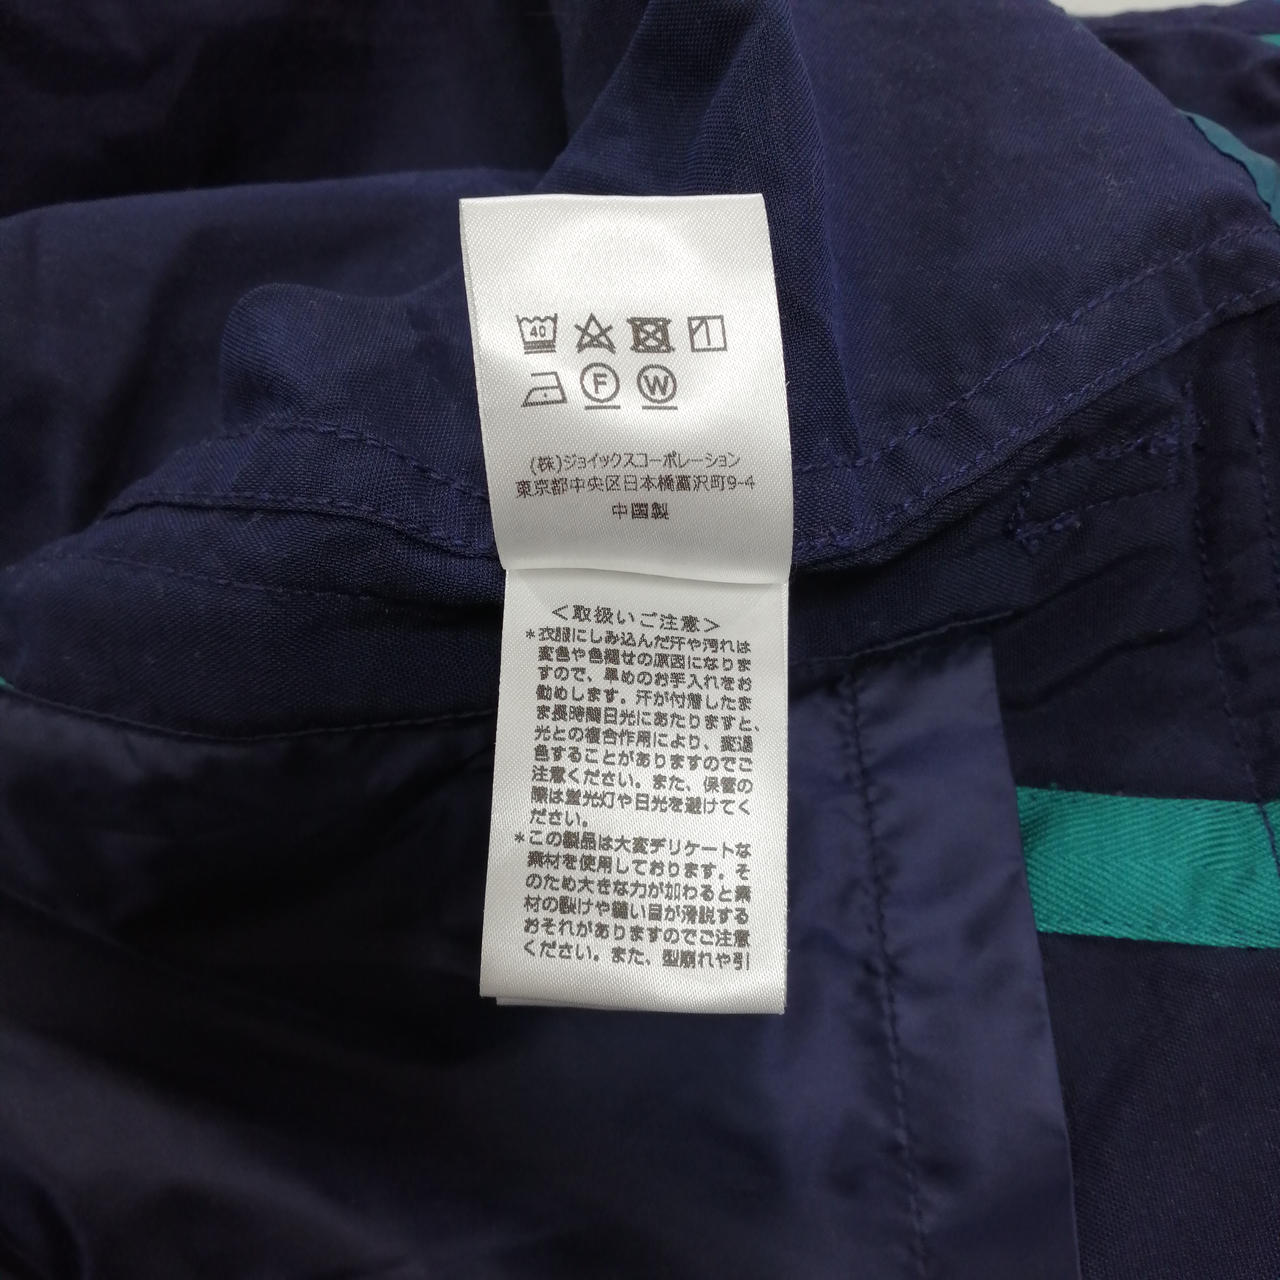 40
F W
(株)ジョイックスコーポレーション
東京都中央区日本橋富沢町9-4
中国製
<取扱いご注意>
*衣服にしみ込んだ汗や汚れは
変色や色褪せの原因になりま
すので、早めのお手入れをお
勧めします。汗が付着したま
ま長時間日光にあたりますと、
光との複合作用により、変退
色することがありますのでご
注意ください。また、保管の
際は蛍光灯や日光を避けてく
ださい。
*この製品は大変デリケートな
素材を使用しております。そ
のため大きな力が加わると素
材の裂けや縫い目が滑脱する
おそれがありますのでご注意
ください。また、型崩れや引